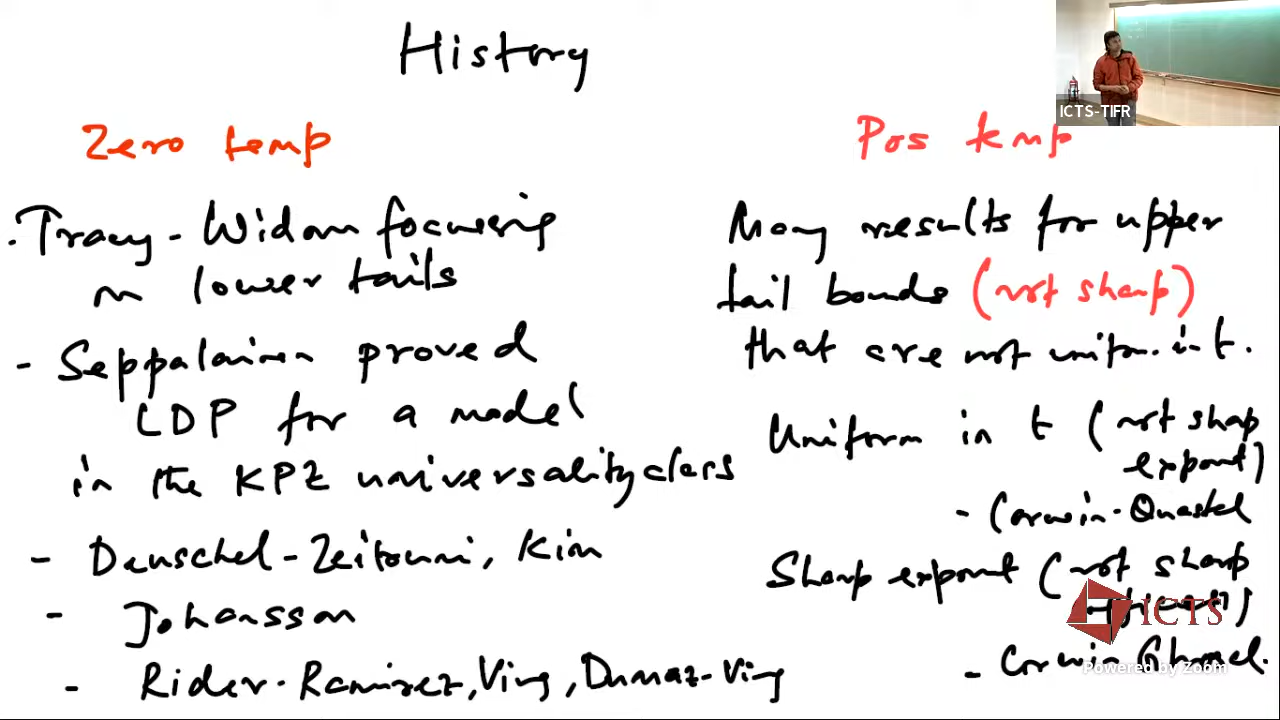 History
ICTS-TIFR
Zero temp
. Tracy - Widom focusing
on lower tails
- Seppalainen proved
LDP for a model
in the KPZ universality class
- Deuschel - Zeitouni, Kim
- Johansson
- Rider - Ramirez, Virag, Dumaz - Virag
Pos temp
Many results for upper
tail bounds (not sharp)
that are not uniform in t.
Uniform in t (not sharp
exponent)
- Corwin - Quastel
Sharp exponent (not sharp
ICTS
- Corwin Ghosal.
Powered by Zoom